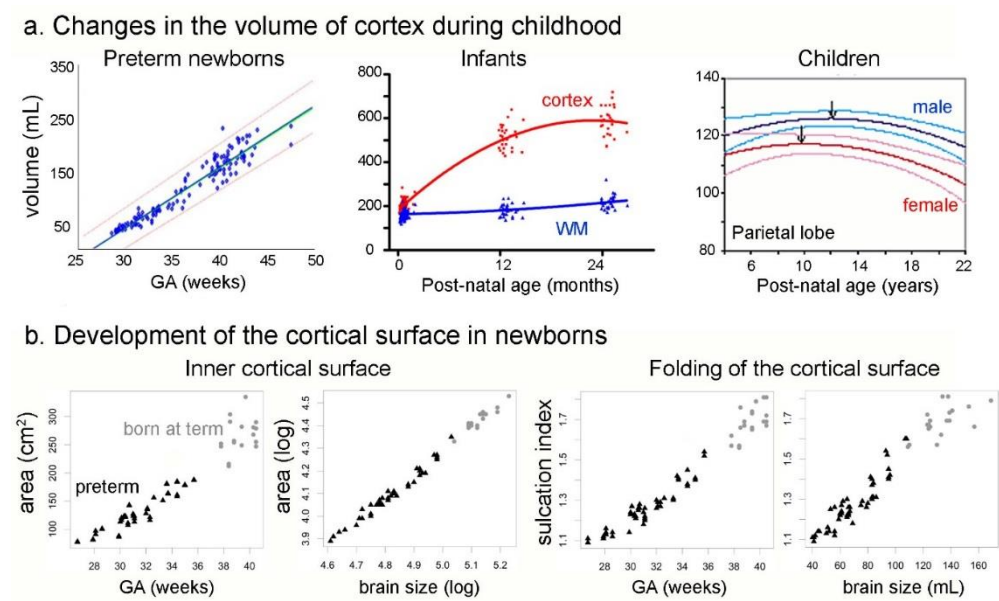 a. Changes in the volume of cortex during childhood
Preterm newborns
Infants
Children
volume (mL)
350
250
150
50
25 30 35 40 45 50
GA (weeks)
800
600
400
200
0
cortex
WM
0 12 24
Post-natal age (months)
140
120
100
80
male
female
Parietal lobe
6 10 14 18 22
Post-natal age (years)
b. Development of the cortical surface in newborns
Inner cortical surface
Folding of the cortical surface
area (cm²)
300
250
200
150
100
born at term
preterm
28 30 32 34 36 38 40
GA (weeks)
area (log)
4.5
4.4
4.3
4.2
4.1
4.0
3.9
4.6 4.7 4.8 4.9 5.0 5.1 5.2
brain size (log)
sulcation index
1.7
1.5
1.3
1.1
28 30 32 34 36 38 40
GA (weeks)
1.7
1.5
1.3
1.1
40 60 80 100 120 140 160
brain size (mL)